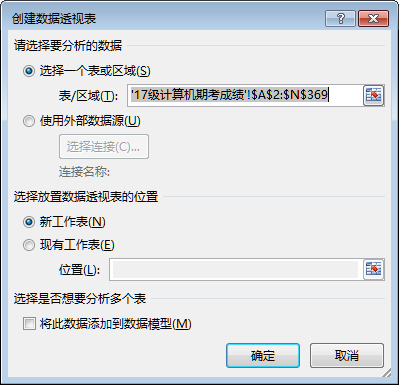 创建数据透视表
请选择要分析的数据
选择一个表或区域(S)
表/区域(T): '17级计算机期考成绩'!$A$2:$N$369
使用外部数据源(U)
选择连接(C)...
连接名称:
选择放置数据透视表的位置
新工作表(N)
现有工作表(E)
位置(L):
选择是否想要分析多个表
将此数据添加到数据模型(M)
确定 取消